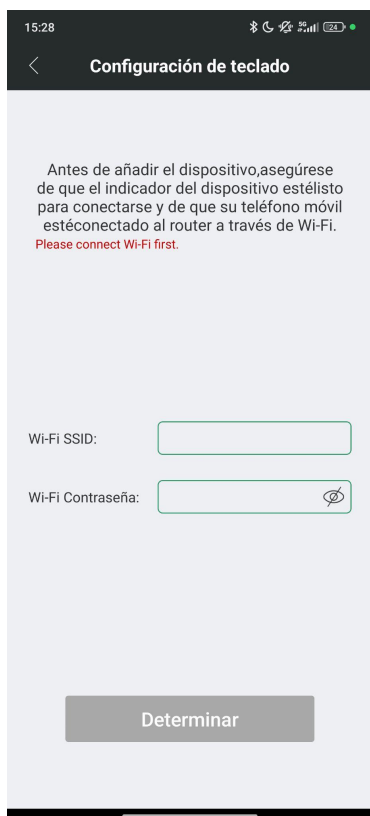 15:28
5G
24
Configuración de teclado
Antes de añadir el dispositivo,asegúrese
de que el indicador del dispositivo estélisto
para conectarse y de que su teléfono móvil
estéconectado al router a través de Wi-Fi.
Please connect Wi-Fi first.
Wi-Fi SSID:
Wi-Fi Contraseña:
Determinar